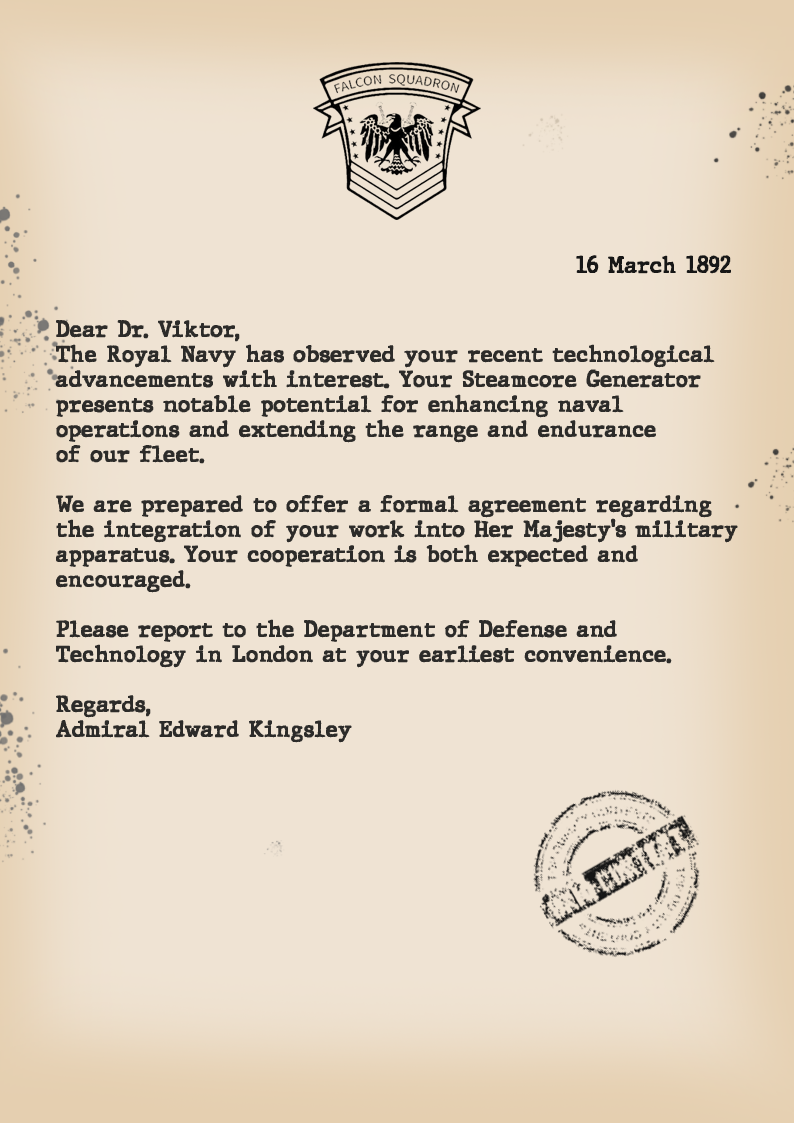 FALCON SQUADRON
16 March 1892
Dear Dr. Viktor,
The Royal Navy has observed your recent technological
advancements with interest. Your Steamcore Generator
presents notable potential for enhancing naval
operations and extending the range and endurance
of our fleet.
We are prepared to offer a formal agreement regarding
the integration of your work into Her Majesty's military
apparatus. Your cooperation is both expected and
encouraged.
Please report to the Department of Defense and
Technology in London at your earliest convenience.
Regards,
Admiral Edward Kingsley